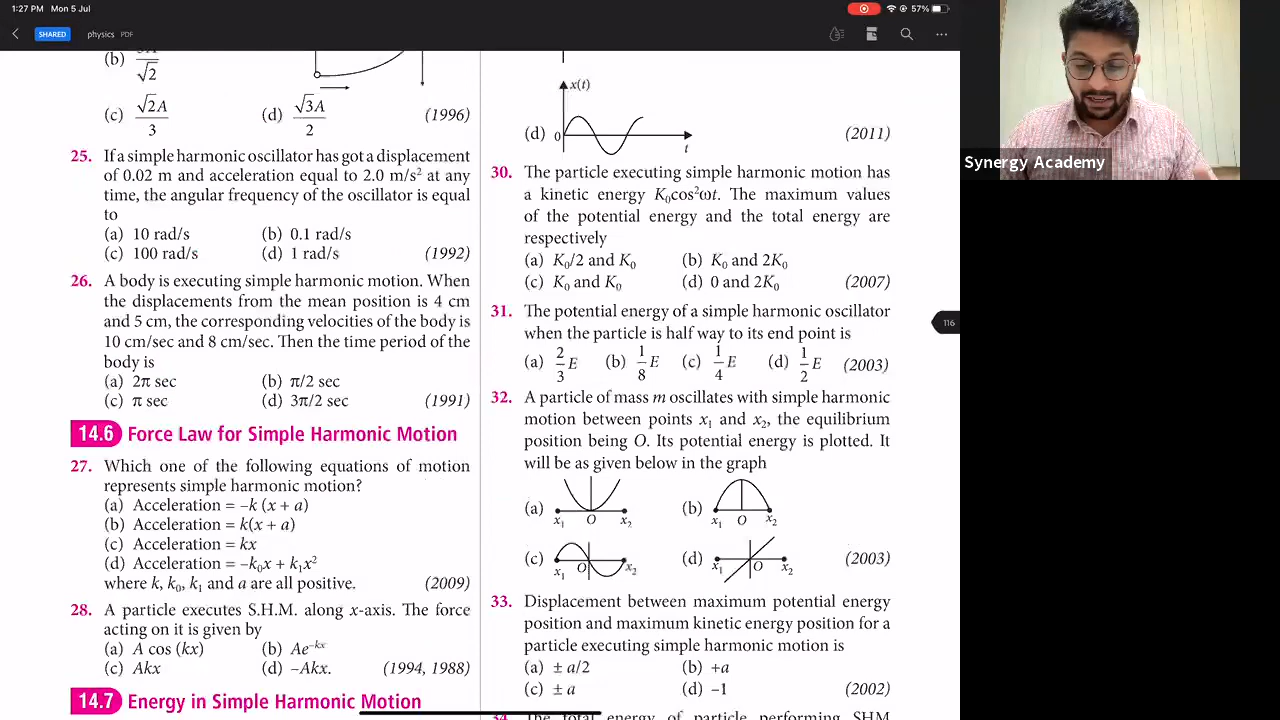 1:27 PM Mon 5 Jul
57%
SHARED physics PDF
(b)
√2
(c) √2A/3 (d) √3A/2 (1996)
25. If a simple harmonic oscillator has got a displacement
of 0.02 m and acceleration equal to 2.0 m/s² at any
time, the angular frequency of the oscillator is equal
to
(a) 10 rad/s (b) 0.1 rad/s
(c) 100 rad/s (d) 1 rad/s (1992)
26. A body is executing simple harmonic motion. When
the displacements from the mean position is 4 cm
and 5 cm, the corresponding velocities of the body is
10 cm/sec and 8 cm/sec. Then the time period of the
body is
(a) 2π sec (b) π/2 sec
(c) π sec (d) 3π/2 sec (1991)
14.6 Force Law for Simple Harmonic Motion
27. Which one of the following equations of motion
represents simple harmonic motion?
(a) Acceleration = –k (x + a)
(b) Acceleration = k(x + a)
(c) Acceleration = kx
(d) Acceleration = –k₀x + k₁x²
where k, k₀, k₁ and a are all positive. (2009)
28. A particle executes S.H.M. along x-axis. The force
acting on it is given by
(a) A cos (kx) (b) Ae⁻ᵏˣ
(c) Akx (d) –Akx. (1994, 1988)
14.7 Energy in Simple Harmonic Motion
x(t)
(d) 0 t (2011)
30. The particle executing simple harmonic motion has
a kinetic energy K₀cos²ωt. The maximum values
of the potential energy and the total energy are
respectively
(a) K₀/2 and K₀ (b) K₀ and 2K₀
(c) K₀ and K₀ (d) 0 and 2K₀ (2007)
31. The potential energy of a simple harmonic oscillator
when the particle is half way to its end point is
(a) 2/3 E (b) 1/8 E (c) 1/4 E (d) 1/2 E (2003)
32. A particle of mass m oscillates with simple harmonic
motion between points x₁ and x₂, the equilibrium
position being O. Its potential energy is plotted. It
will be as given below in the graph
(a) x₁ O x₂ (b) x₁ O x₂
(c) x₁ O x₂ (d) x₁ O x₂ (2003)
33. Displacement between maximum potential energy
position and maximum kinetic energy position for a
particle executing simple harmonic motion is
(a) ± a/2 (b) +a
(c) ± a (d) –1 (2002)
34. The total energy of particle performing SHM
116
Synergy Academy